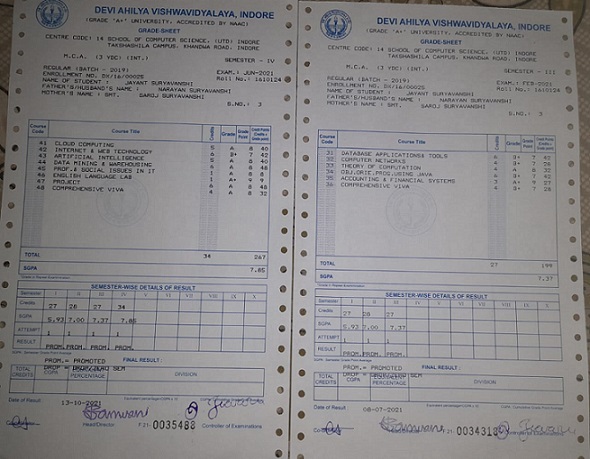 DEVI AHILYA VISHWAVIDYALAYA, INDORE
(GRADE 'A+' UNIVERSITY, ACCREDITED BY NAAC)
GRADE-SHEET
CENTRE CODE: 14 SCHOOL OF COMPUTER SCIENCE, (UTD) INDORE
TAKSHASHILA CAMPUS, KHANDWA ROAD, INDORE
M.C.A. (3 YDC) (INT.) SEMESTER - IV
REGULAR (BATCH - 2019) EXAM.: JUN-2021
ENROLLMENT NO. DX/16/00025 Roll No.: 1610124
NAME OF STUDENT : JAYANT SURYAVANSHI
FATHER'S/HUSBAND'S NAME : NARAYAN SURYAVANSHI
MOTHER'S NAME : SMT. SAROJ SURYAVANSHI
S.NO.: 3
Course Code Course Title Credits Grade Grade Point Credit Points
41 CLOUD COMPUTING 5 A 8 40
42 INTERNET & WEB TECHNOLOGY 6 B+ 7 42
43 ARTIFICIAL INTELLIGENCE 5 A 8 40
44 DATA MINING & WAREHOUSING 6 A 8 48
45 PROF.& SOCIAL ISSUES IN IT 1 A 8 8
46 ENGLISH LANGUAGE LAB 1 A+ 9 9
47 PROJECT 6 A 8 48
48 COMPREHENSIVE VIVA 4 A 8 32
TOTAL 34 267
SGPA 7.85
SEMESTER-WISE DETAILS OF RESULT
Semester I II III IV V VI VII VIII IX X
Credits 27 28 27 34
SGPA 5.93 7.00 7.37 7.85
ATTEMPT 1 1 1 1
RESULT PROM. PROM. PROM. PROM.
PROM.= PROMOTED FINAL RESULT :
TOTAL CREDITS CGPA PERCENTAGE DIVISION
Date of Result: 13-10-2021
Head/Director F.21- 0035488 Controller of Examinations
DEVI AHILYA VISHWAVIDYALAYA, INDORE
(GRADE 'A+' UNIVERSITY, ACCREDITED BY NAAC)
GRADE-SHEET
CENTRE CODE: 14 SCHOOL OF COMPUTER SCIENCE, (UTD) INDORE
TAKSHASHILA CAMPUS, KHANDWA ROAD, INDORE
M.C.A. (3 YDC) (INT.) SEMESTER - III
REGULAR (BATCH - 2019) EXAM.: FEB-2021
ENROLLMENT NO. DX/16/00025 Roll No.: 1610124
NAME OF STUDENT : JAYANT SURYAVANSHI
FATHER'S/HUSBAND'S NAME : NARAYAN SURYAVANSHI
MOTHER'S NAME : SMT. SAROJ SURYAVANSHI
S.NO.: 3
Course Code Course Title Credits Grade Grade Point
31 DATABASE APPLICATIONS TOOLS 6 B+ 7 42
32 COMPUTER NETWORKS 4 B+ 7 28
33 THEORY OF COMPUTATION 4 A 8 32
34 OBJ.ORIE.PROG.USING JAVA 6 B+ 7 42
35 ACCOUNTING & FINANCIAL SYSTEMS 3 A+ 9 27
36 COMPREHENSIVE VIVA 4 B+ 7 28
TOTAL 27 199
SGPA 7.37
SEMESTER-WISE DETAILS OF RESULT
Semester I II III IV V VI VII VIII IX X
Credits 27 28 27
SGPA 5.93 7.00 7.37
ATTEMPT 1 1 1
RESULT PROM. PROM. PROM.
PROM.= PROMOTED FINAL RESULT :
TOTAL CREDITS CGPA PERCENTAGE DIVISION
Date of Result: 08-07-2021
F.21- 003431